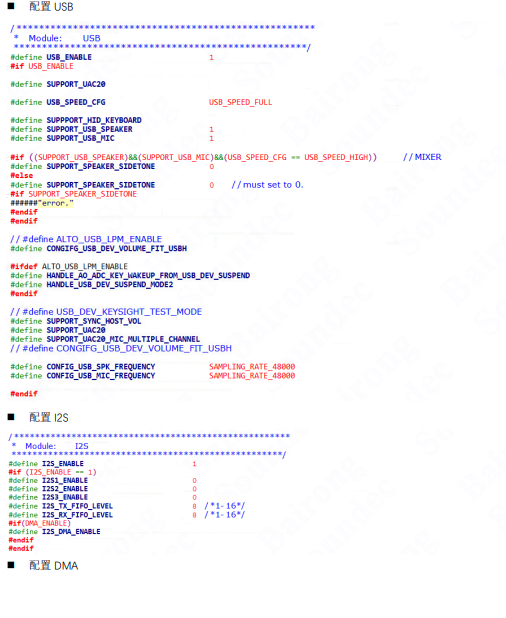 ■ 配置 USB
/*****************************************************
* Module: USB
*****************************************************/
#define USB_ENABLE 1
#if USB_ENABLE
#define SUPPORT_UAC20
#define USB_SPEED_CFG USB_SPEED_FULL
#define SUPPPORT_HID_KEYBOARD
#define SUPPORT_USB_SPEAKER 1
#define SUPPORT_USB_MIC 1
#if ((SUPPORT_USB_SPEAKER)&&(SUPPORT_USB_MIC)&&(USB_SPEED_CFG == USB_SPEED_HIGH)) //MIXER
#define SUPPORT_SPEAKER_SIDETONE 0
#else
#define SUPPORT_SPEAKER_SIDETONE 0 //must set to 0.
#if SUPPORT_SPEAKER_SIDETONE
######"error."
#endif
#endif
//#define ALTO_USB_LPM_ENABLE
#define CONGIFG_USB_DEV_VOLUME_FIT_USBH
#ifdef ALTO_USB_LPM_ENABLE
#define HANDLE_AO_ADC_KEY_WAKEUP_FROM_USB_DEV_SUSPEND
#define HANDLE_USB_DEV_SUSPEND_MODE2
#endif
//#define USB_DEV_KEYSIGHT_TEST_MODE
#define SUPPORT_SYNC_HOST_VOL
#define SUPPORT_UAC20
#define SUPPORT_UAC20_MIC_MULTIPLE_CHANNEL
//#define CONGIFG_USB_DEV_VOLUME_FIT_USBH
#define CONFIG_USB_SPK_FREQUENCY SAMPLING_RATE_48000
#define CONFIG_USB_MIC_FREQUENCY SAMPLING_RATE_48000
#endif
■ 配置 I2S
/*****************************************************
* Module: I2S
*****************************************************/
#define I2S_ENABLE 1
#if (I2S_ENABLE == 1)
#define I2S1_ENABLE 0
#define I2S2_ENABLE 0
#define I2S3_ENABLE 0
#define I2S_TX_FIFO_LEVEL 8 /*1-16*/
#define I2S_RX_FIFO_LEVEL 8 /*1-16*/
#if(DMA_ENABLE)
#define I2S_DMA_ENABLE
#endif
#endif
■ 配置 DMA